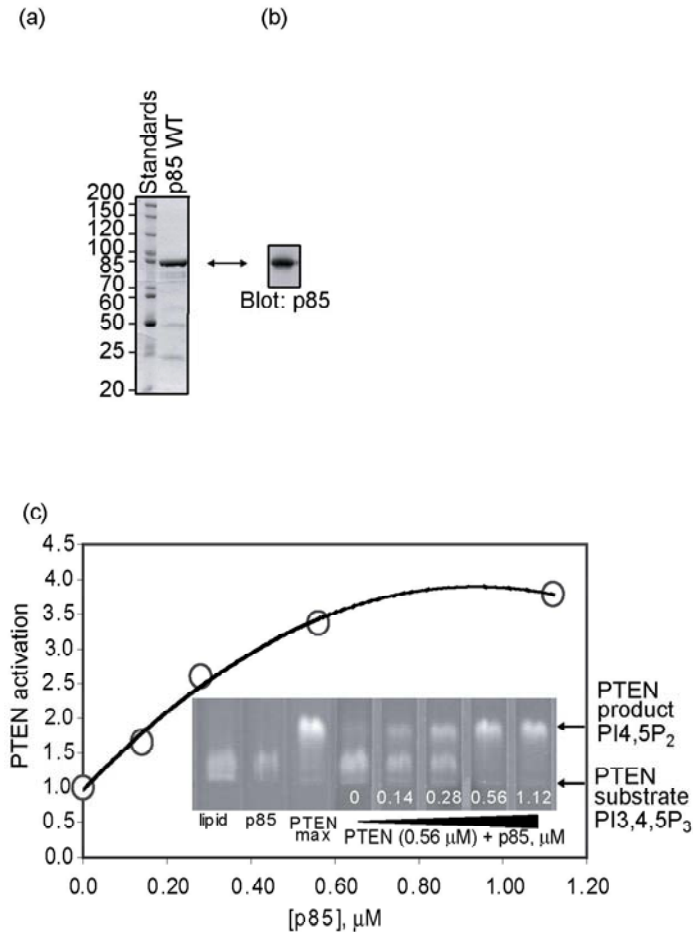 (a)
(b)
Standards
p85 WT
200
150
120
100
85
70
60
50
25
20
Blot: p85
(c)
4.5
4.0
3.5
3.0
2.5
2.0
1.5
1.0
0.5
0.0
PTEN activation
PTEN
product
PI4,5P2
PTEN
substrate
PI3,4,5P3
0 0.14 0.28 0.56 1.12
lipid p85 PTEN
max
PTEN (0.56 μM) + p85, μM
0.0 0.20 0.40 0.60 0.80 1.00 1.20
[p85], μM